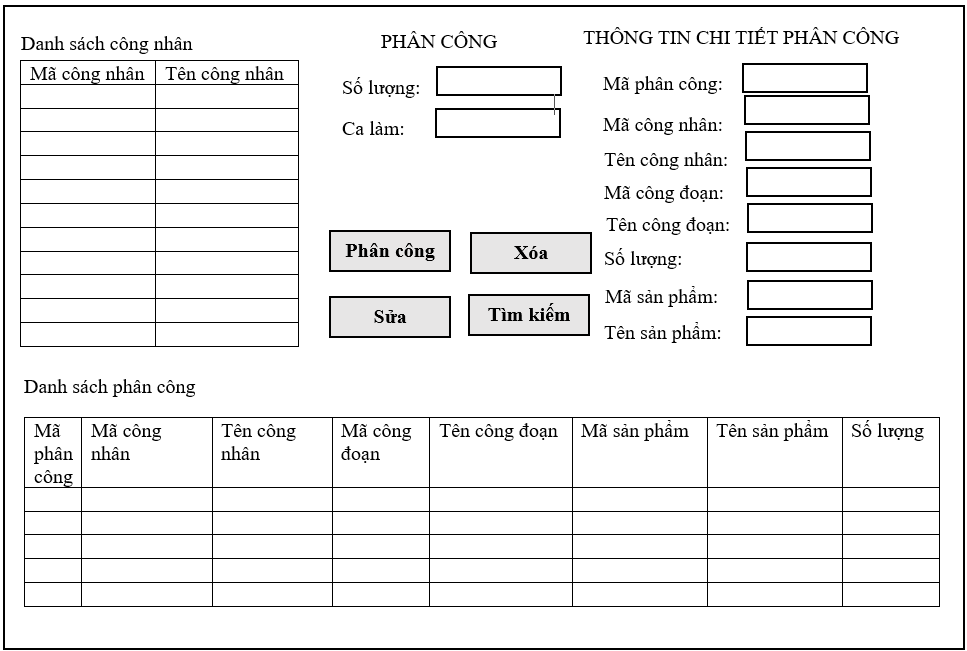 Danh sách công nhân
Mã công nhân Tên công nhân
PHÂN CÔNG
Số lượng:
Ca làm:
Phân công Xóa
Sửa Tìm kiếm
THÔNG TIN CHI TIẾT PHÂN CÔNG
Mã phân công:
Mã công nhân:
Tên công nhân:
Mã công đoạn:
Tên công đoạn:
Số lượng:
Mã sản phẩm:
Tên sản phẩm:
Danh sách phân công
Mã
phân
công
Mã công
nhân
Tên công
nhân
Mã công
đoạn
Tên công đoạn
Mã sản phẩm
Tên sản phẩm
Số lượng